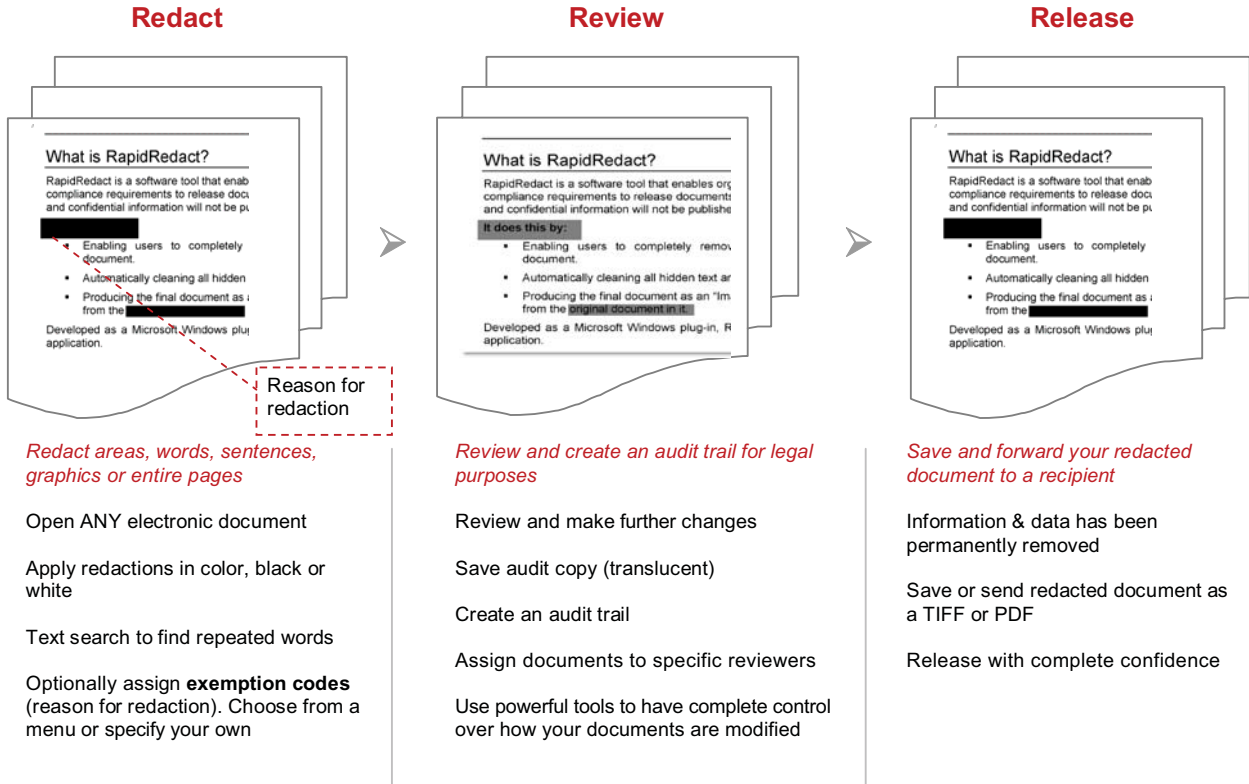 Redact
What is RapidRedact?
RapidRedact is a software tool that enab
compliance requirements to release docu
and confidential information will not be pu
▪ Enabling users to completely
document.
▪ Automatically cleaning all hidden
▪ Producing the final document as a
from the
Developed as a Microsoft Windows plug
application.
Reason for
redaction
Redact areas, words, sentences,
graphics or entire pages
Open ANY electronic document
Apply redactions in color, black or
white
Text search to find repeated words
Optionally assign exemption codes
(reason for redaction). Choose from a
menu or specify your own
Review
What is RapidRedact?
RapidRedact is a software tool that enables org
compliance requirements to release documents
and confidential information will not be publishe
It does this by:
▪ Enabling users to completely remov
document.
▪ Automatically cleaning all hidden text an
▪ Producing the final document as an "Im
from the original document in it.
Developed as a Microsoft Windows plug-in, R
application.
Review and create an audit trail for legal
purposes
Review and make further changes
Save audit copy (translucent)
Create an audit trail
Assign documents to specific reviewers
Use powerful tools to have complete control
over how your documents are modified
Release
What is RapidRedact?
RapidRedact is a software tool that enab
compliance requirements to release docu
and confidential information will not be pu
▪ Enabling users to completely
document.
▪ Automatically cleaning all hidden
▪ Producing the final document as a
from the
Developed as a Microsoft Windows plug
application.
Save and forward your redacted
document to a recipient
Information & data has been
permanently removed
Save or send redacted document as
a TIFF or PDF
Release with complete confidence